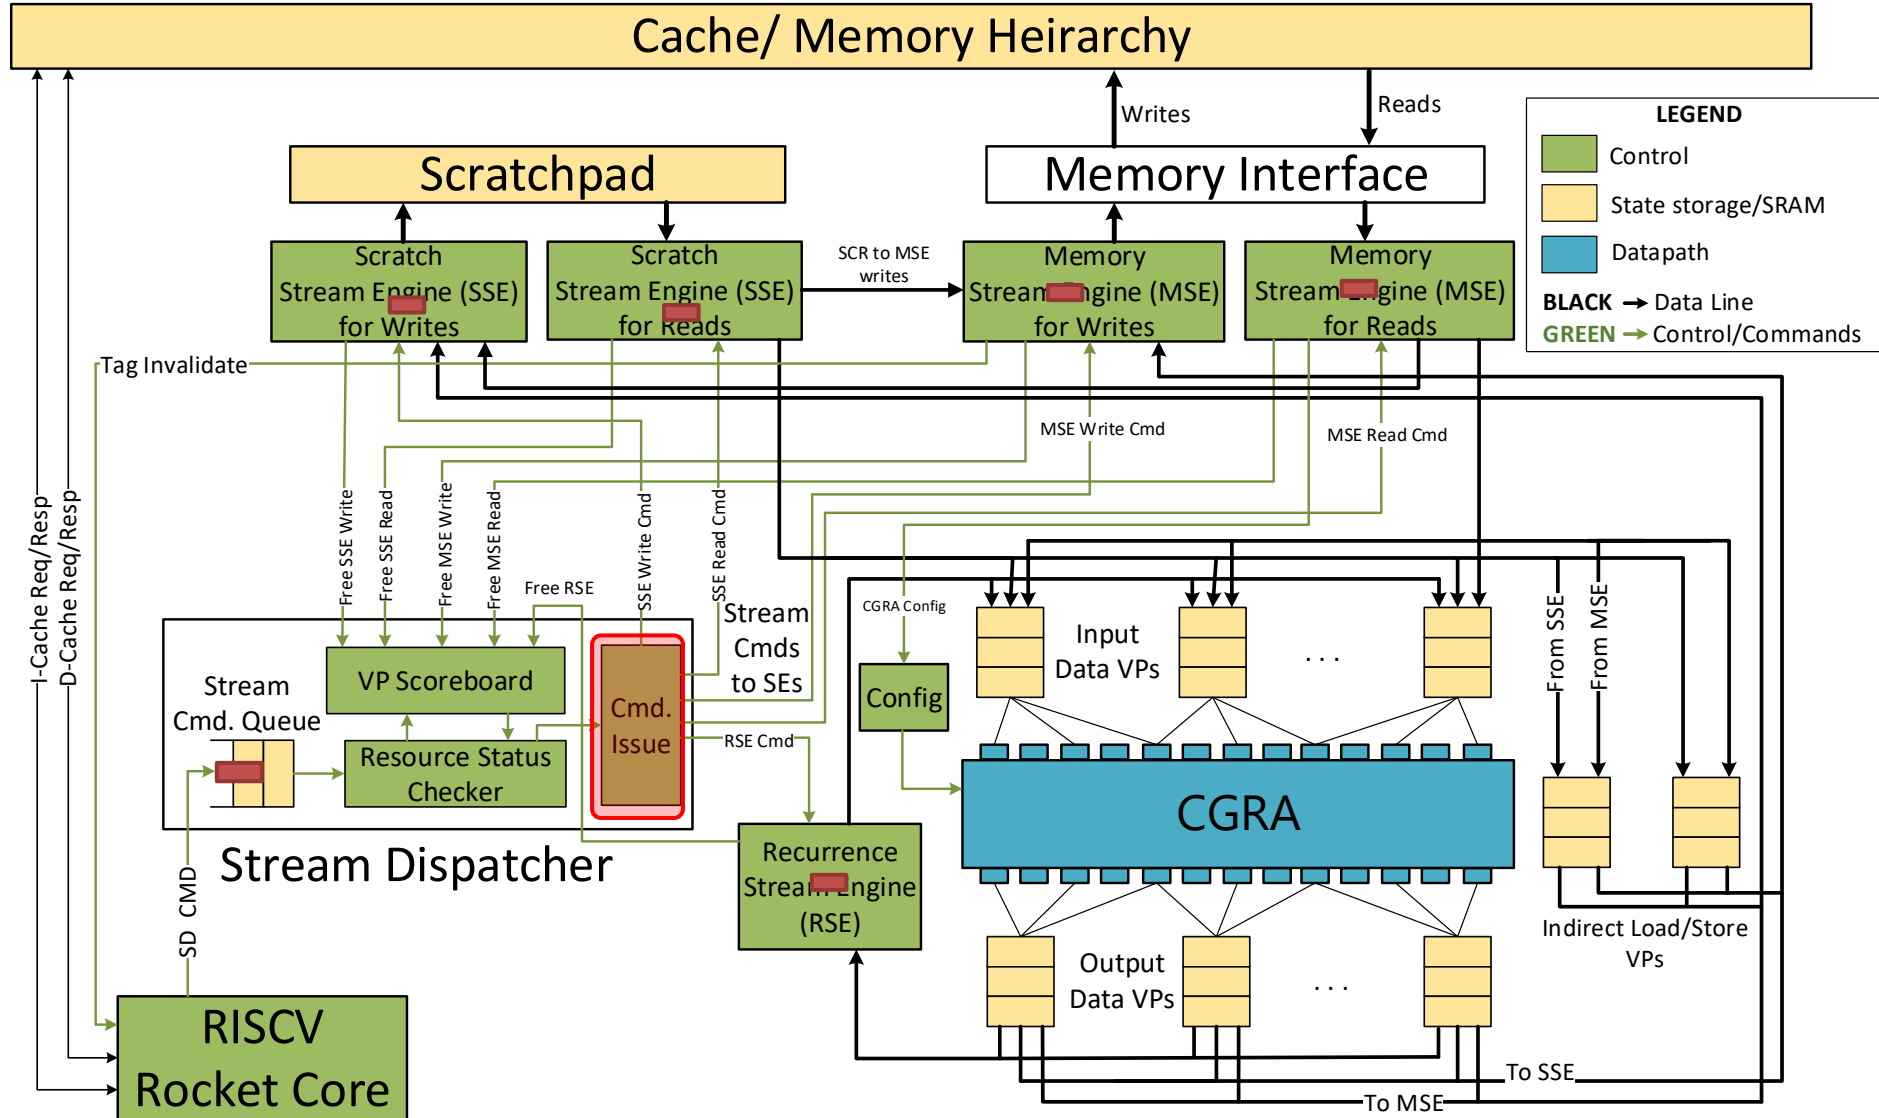 Cache/ Memory Heirarchy
Writes
Reads
LEGEND
Control
State storage/SRAM
Datapath
BLACK Data Line
GREEN Control/Commands
Scratchpad
Memory Interface
Scratch
Stream Engine (SSE)
for Writes
Scratch
Stream Engine (SSE)
for Reads
SCR to MSE
writes
Memory
Stream Engine (MSE)
for Writes
Memory
Stream Engine (MSE)
for Reads
Tag Invalidate
MSE Write Cmd
MSE Read Cmd
I-Cache Req/Resp
D-Cache Req/Resp
Free SSE Write
Free SSE Read
Free MSE Write
Free MSE Read
Free RSE
SSE Write Cmd
SSE Read Cmd
Stream
Cmds
to SEs
CGRA Config
From SSE
From MSE
Input
Data VPs
. . .
VP Scoreboard
Stream
Cmd. Queue
Resource Status
Checker
Cmd.
Issue
RSE Cmd
Config
CGRA
Stream Dispatcher
Recurrence
Stream Engine
(RSE)
SD CMD
Indirect Load/Store
VPs
Output
Data VPs
. . .
RISCV
Rocket Core
To SSE
To MSE